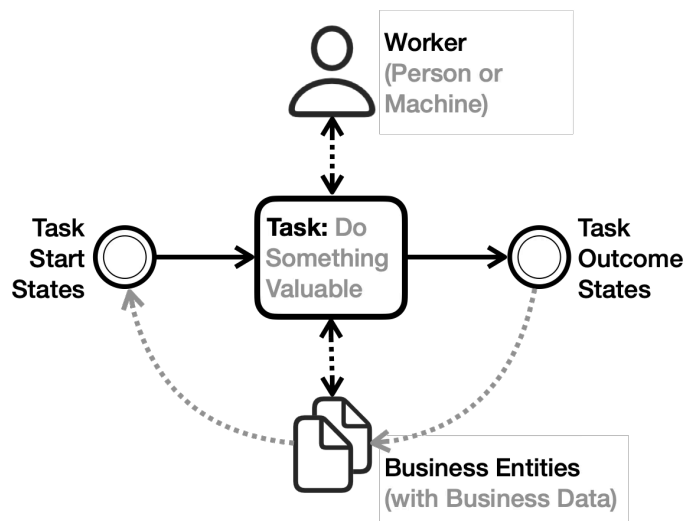 Worker
(Person or
Machine)
Task
Start
States
Task: Do
Something
Valuable
Task
Outcome
States
Business Entities
(with Business Data)